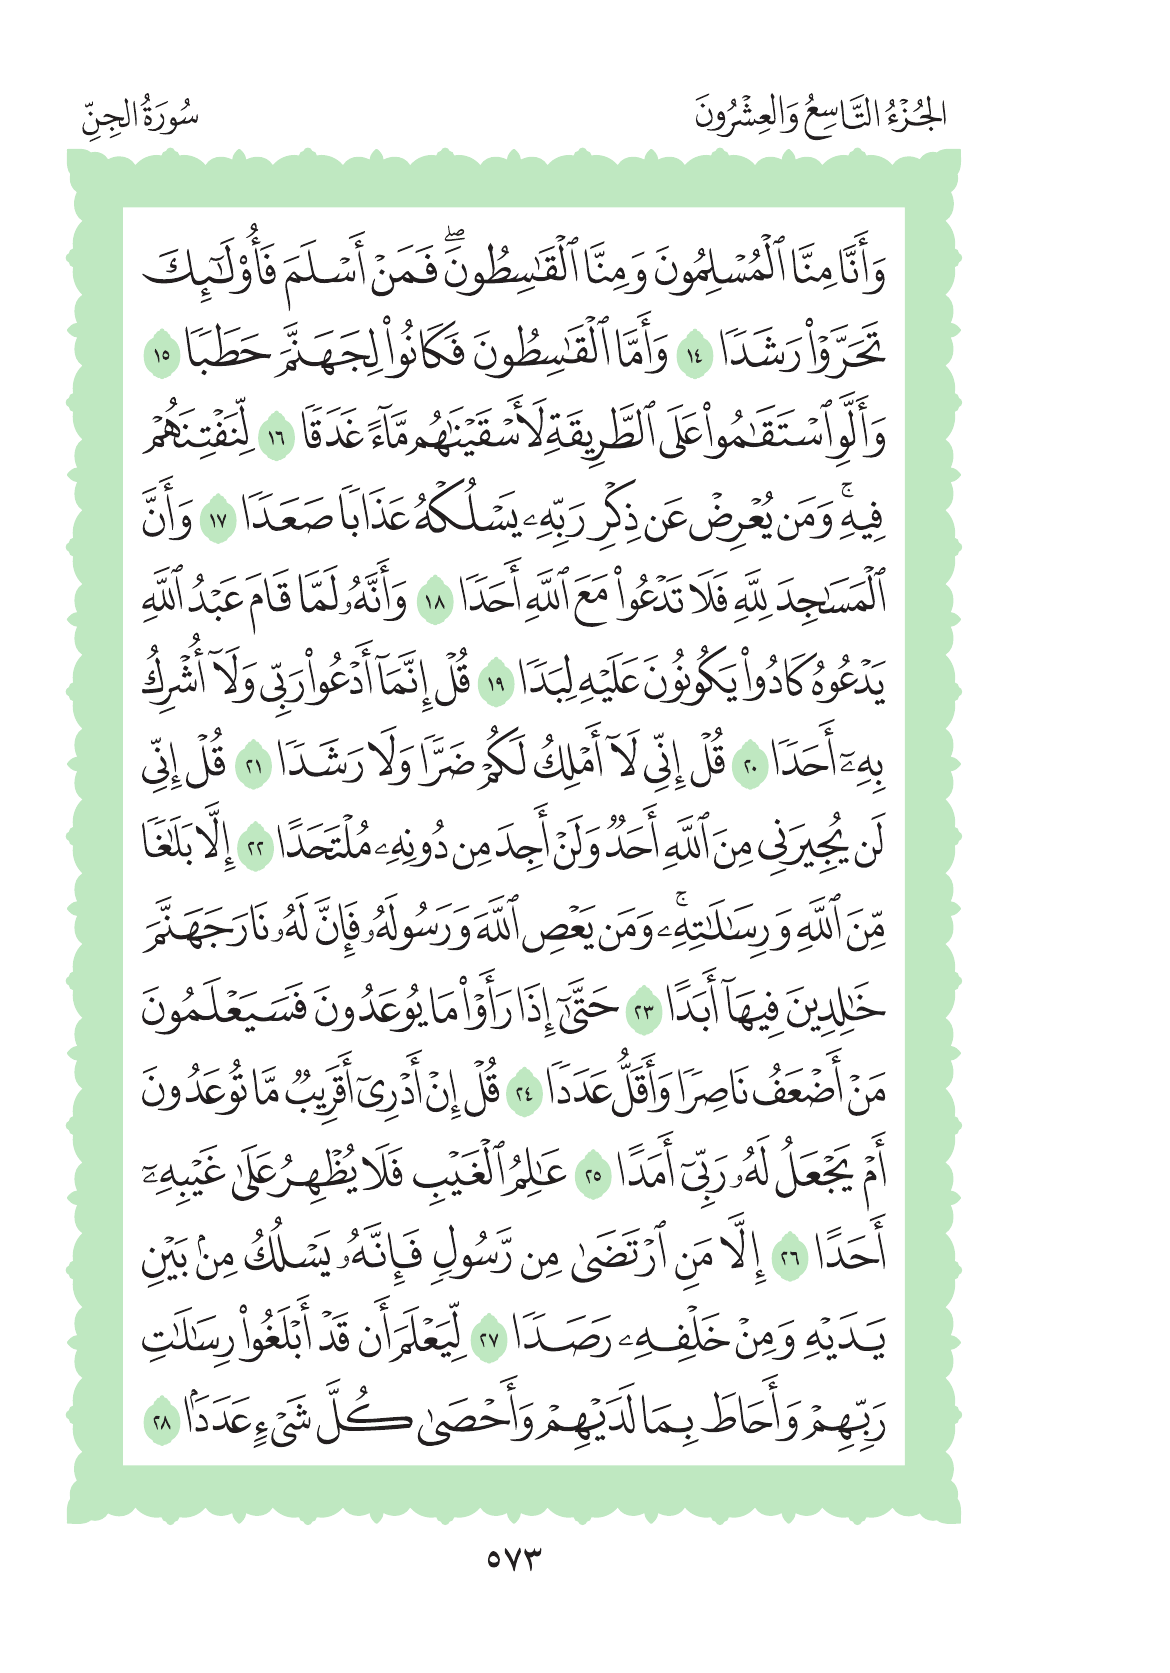 الجُزْءُ التَّاسِعُ وَالعِشْرُونَ
سُورَةُ الجِنِّ
وَأَنَّا مِنَّا ٱلْمُسْلِمُونَ وَمِنَّا ٱلْقَٰسِطُونَۖ فَمَنْ أَسْلَمَ فَأُو۟لَٰٓئِكَ
تَحَرَّوْا۟ رَشَدًا ١٤ وَأَمَّا ٱلْقَٰسِطُونَ فَكَانُوا۟ لِجَهَنَّمَ حَطَبًا ١٥
وَأَلَّوِ ٱسْتَقَٰمُوا۟ عَلَى ٱلطَّرِيقَةِ لَأَسْقَيْنَٰهُم مَّآءً غَدَقًا ١٦ لِّنَفْتِنَهُمْ
فِيهِۚ وَمَن يُعْرِضْ عَن ذِكْرِ رَبِّهِۦ يَسْلُكْهُ عَذَابًا صَعَدًا ١٧ وَأَنَّ
ٱلْمَسَٰجِدَ لِلَّهِ فَلَا تَدْعُوا۟ مَعَ ٱللَّهِ أَحَدًا ١٨ وَأَنَّهُۥ لَمَّا قَامَ عَبْدُ ٱللَّهِ
يَدْعُوهُ كَادُوا۟ يَكُونُونَ عَلَيْهِ لِبَدًا ١٩ قُلْ إِنَّمَآ أَدْعُوا۟ رَبِّى وَلَآ أُشْرِكُ
بِهِۦٓ أَحَدًا ٢٠ قُلْ إِنِّى لَآ أَمْلِكُ لَكُمْ ضَرًّا وَلَا رَشَدًا ٢١ قُلْ إِنِّى
لَن يُجِيرَنِى مِنَ ٱللَّهِ أَحَدٌ وَلَنْ أَجِدَ مِن دُونِهِۦ مُلْتَحَدًا ٢٢ إِلَّا بَلَٰغًا
مِّنَ ٱللَّهِ وَرِسَٰلَٰتِهِۦۚ وَمَن يَعْصِ ٱللَّهَ وَرَسُولَهُۥ فَإِنَّ لَهُۥ نَارَ جَهَنَّمَ
خَٰلِدِينَ فِيهَآ أَبَدًا ٢٣ حَتَّىٰٓ إِذَا رَأَوْا۟ مَا يُوعَدُونَ فَسَيَعْلَمُونَ
مَنْ أَضْعَفُ نَاصِرًا وَأَقَلُّ عَدَدًا ٢٤ قُلْ إِنْ أَدْرِىٓ أَقَرِيبٌ مَّا تُوعَدُونَ
أَمْ يَجْعَلُ لَهُۥ رَبِّىٓ أَمَدًا ٢٥ عَٰلِمُ ٱلْغَيْبِ فَلَا يُظْهِرُ عَلَىٰ غَيْبِهِۦٓ
أَحَدًا ٢٦ إِلَّا مَنِ ٱرْتَضَىٰ مِن رَّسُولٍ فَإِنَّهُۥ يَسْلُكُ مِنۢ بَيْنِ
يَدَيْهِ وَمِنْ خَلْفِهِۦ رَصَدًا ٢٧ لِّيَعْلَمَ أَن قَدْ أَبْلَغُوا۟ رِسَٰلَٰتِ
رَبِّهِمْ وَأَحَاطَ بِمَا لَدَيْهِمْ وَأَحْصَىٰ كُلَّ شَىْءٍ عَدَدًۢا ٢٨
٥٧٣